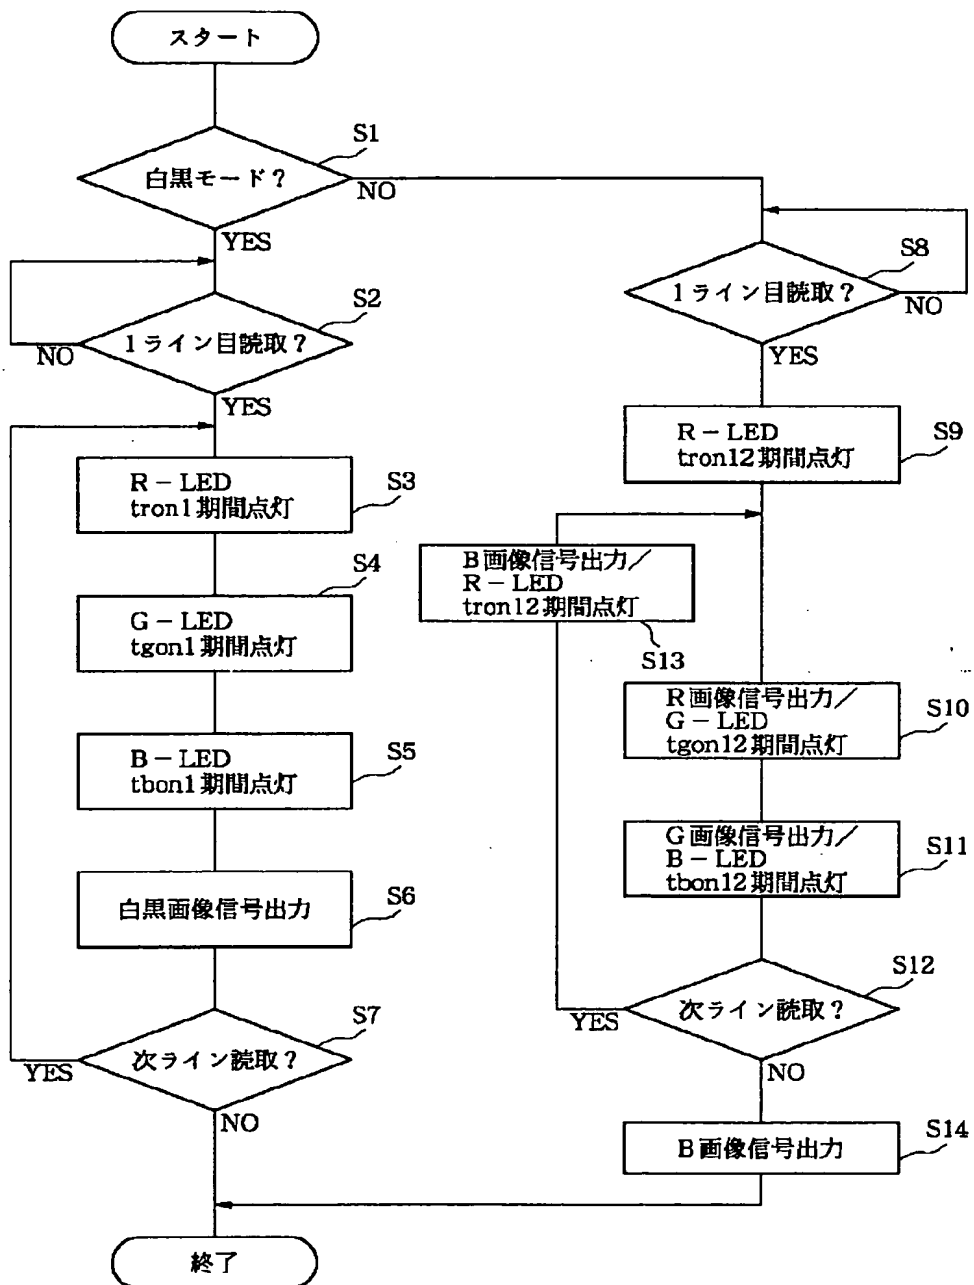 スタート
S1
白黒モード？
NO
YES
S2
1ライン目読取？
NO
YES
R－LED
tron1期間点灯
S3
G－LED
tgon1期間点灯
S4
B－LED
tbon1期間点灯
S5
白黒画像信号出力
S6
S7
次ライン読取？
YES
NO
S8
1ライン目読取？
NO
YES
R－LED
tron12期間点灯
S9
B画像信号出力／
R－LED
tron12期間点灯
S13
R画像信号出力／
G－LED
tgon12期間点灯
S10
G画像信号出力／
B－LED
tbon12期間点灯
S11
S12
次ライン読取？
YES
NO
B画像信号出力
S14
終了